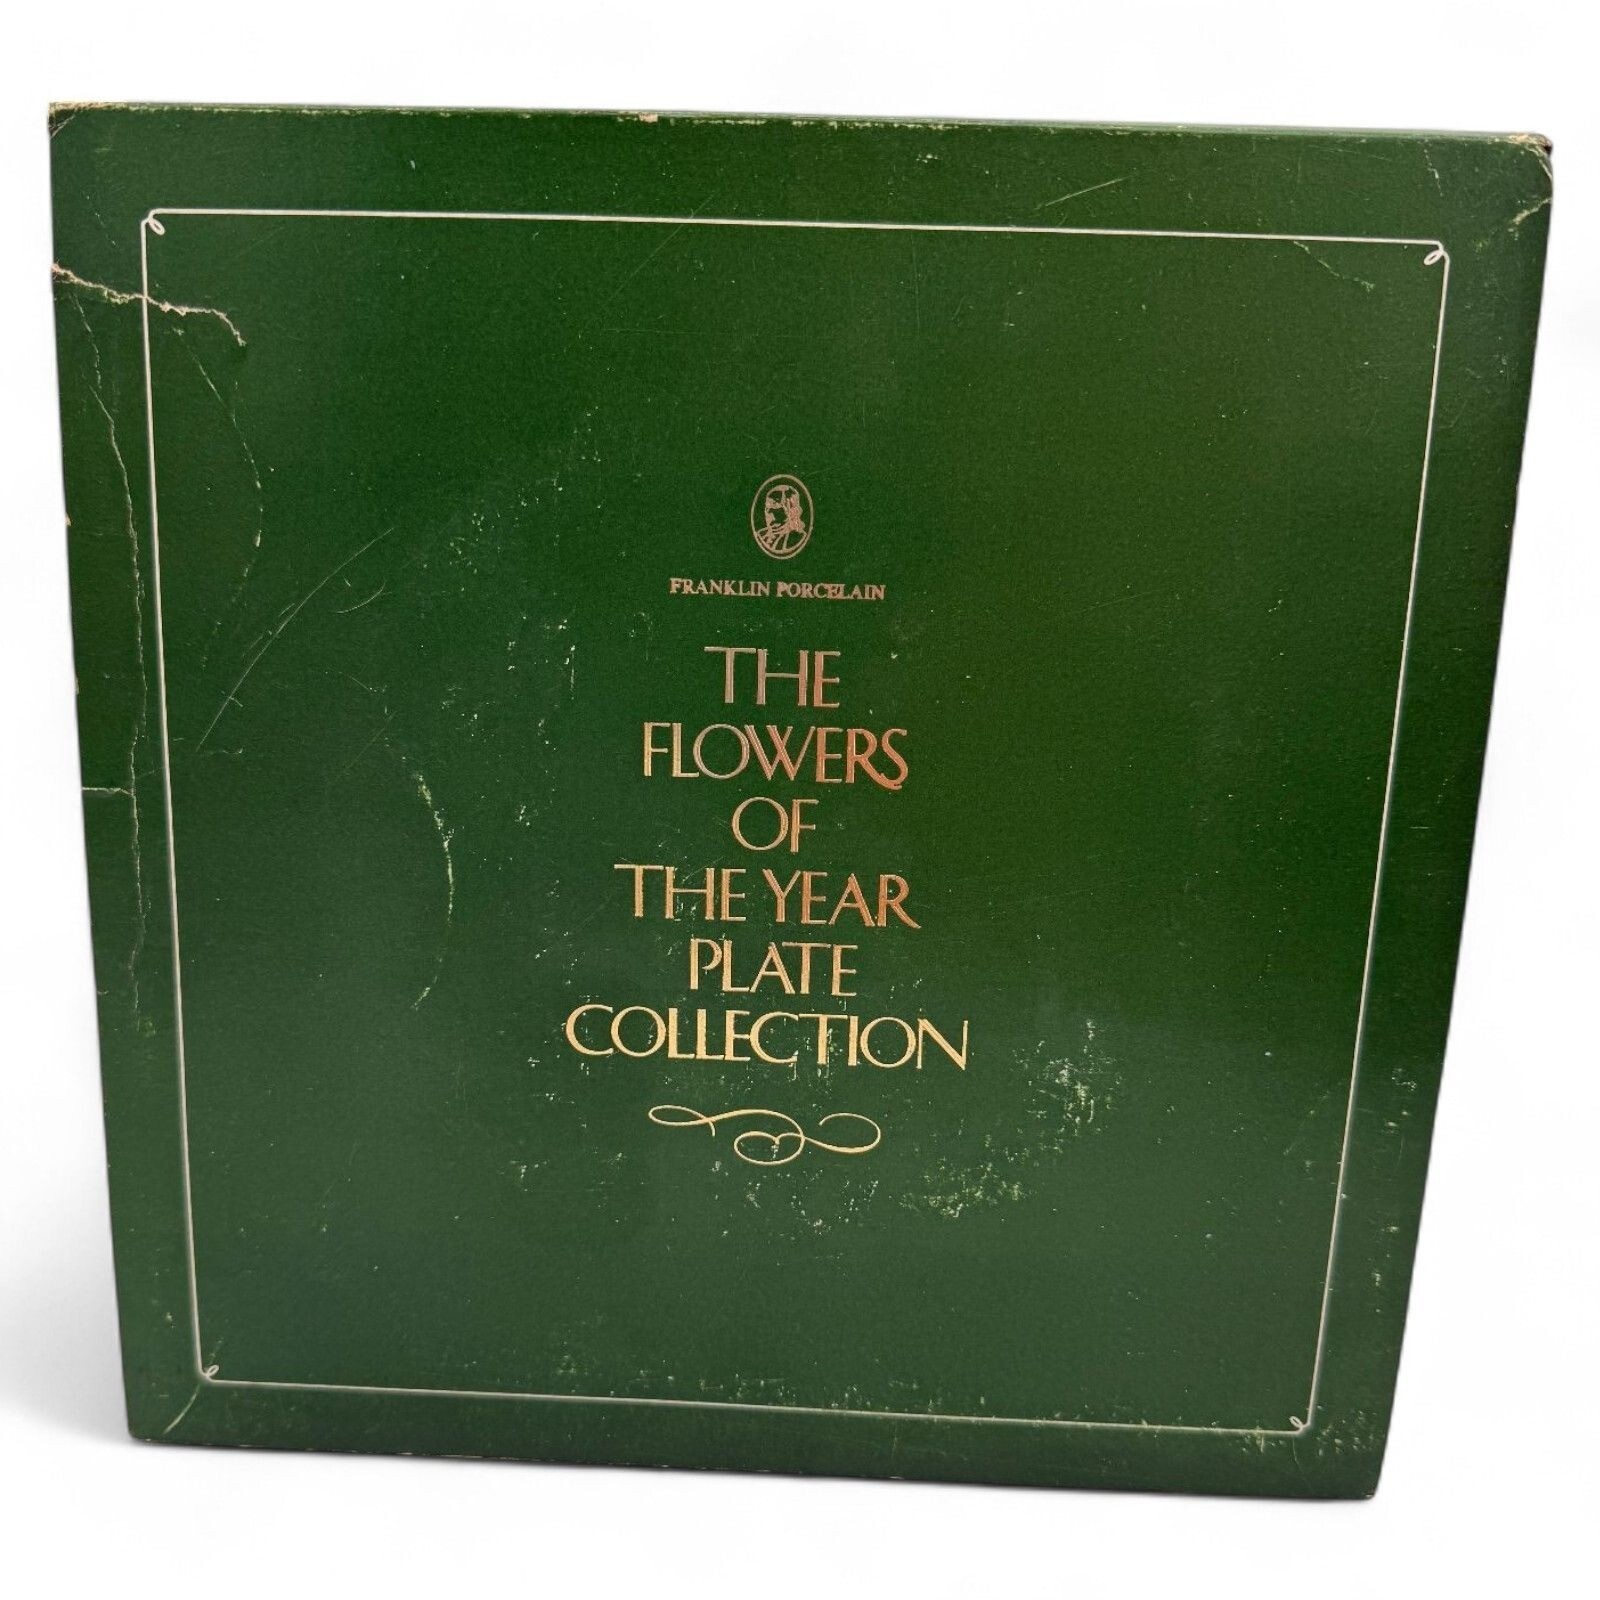 FRANKLIN PORCELAIN
THE
FLOWERS
OF
THE YEAR
PLATE
COLLECTION